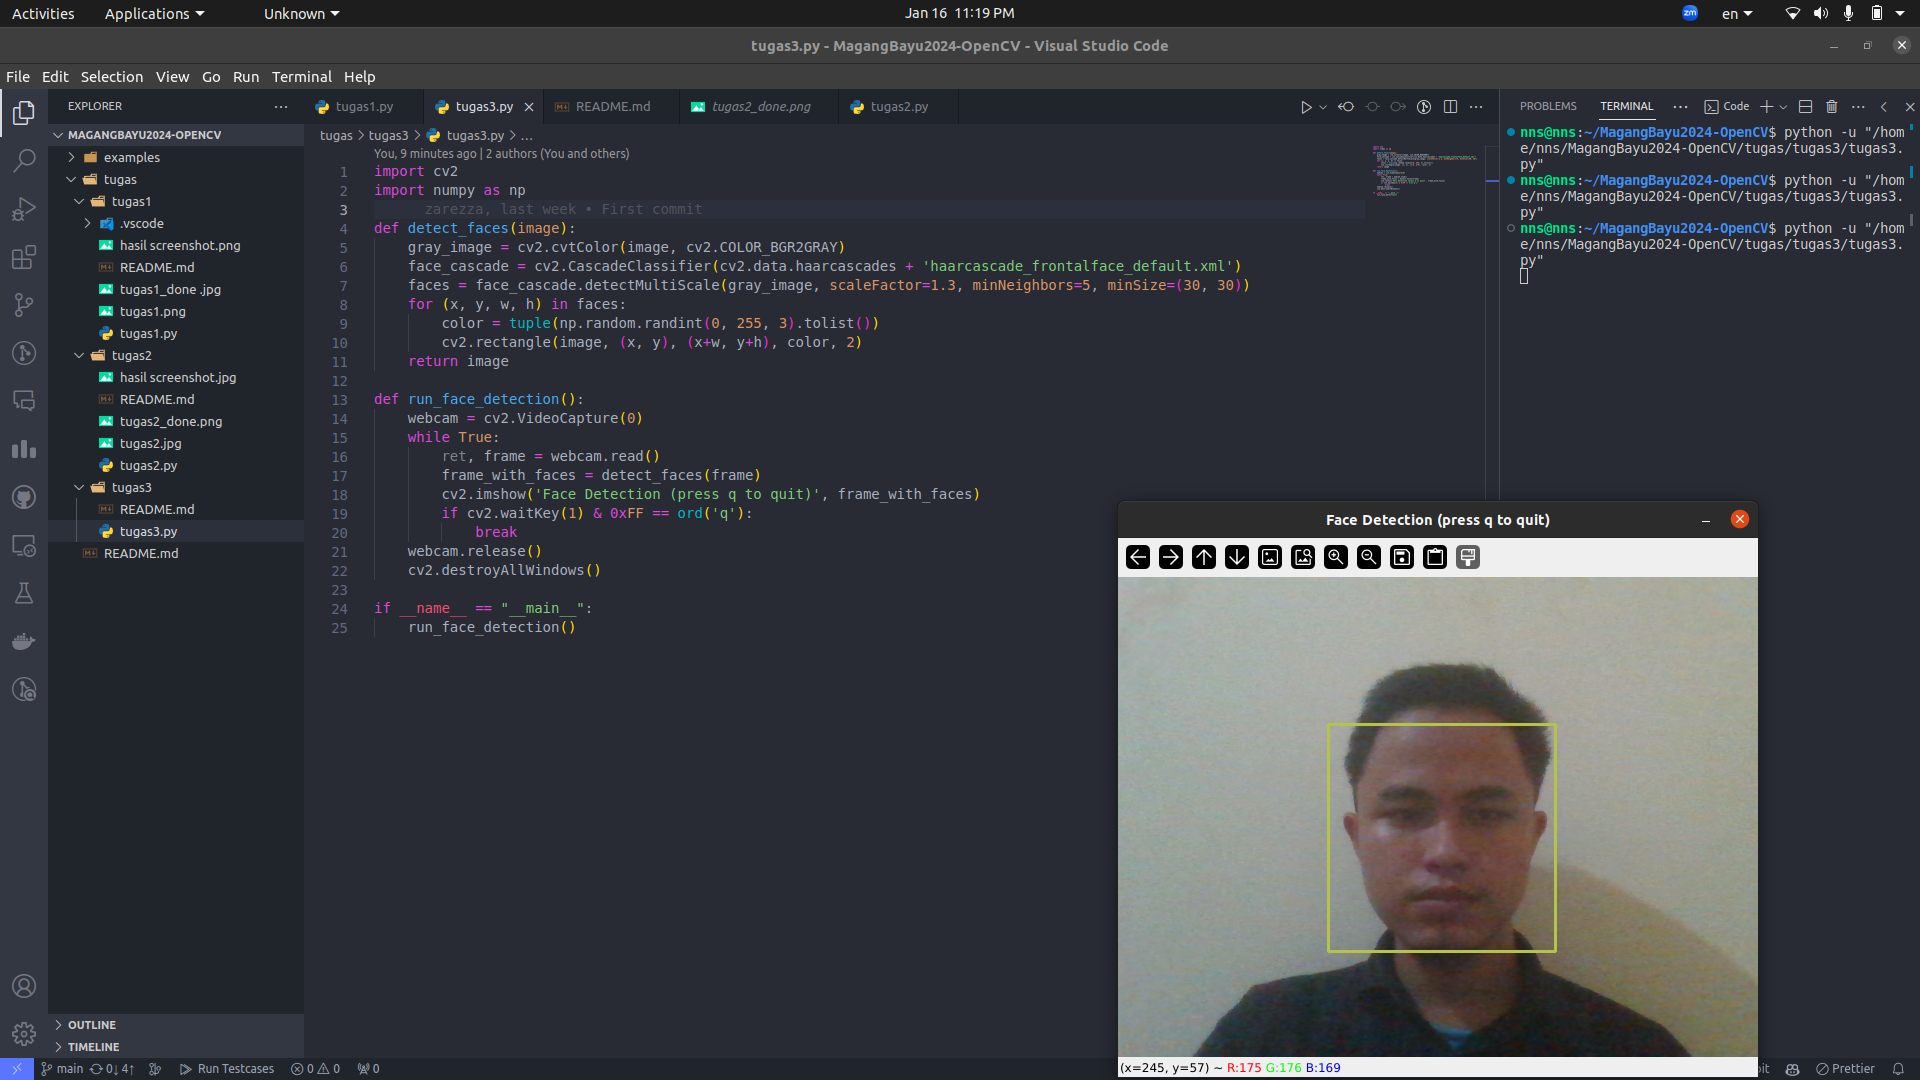 Activities Applications Unknown Jan 16 11:19 PM zm en
tugas3.py - MagangBayu2024-OpenCV - Visual Studio Code
File Edit Selection View Go Run Terminal Help
EXPLORER
MAGANGBAYU2024-OPENCV
examples
tugas
tugas1
.vscode
hasil screenshot.png
README.md
tugas1_done .jpg
tugas1.png
tugas1.py
tugas2
hasil screenshot.jpg
README.md
tugas2_done.png
tugas2.jpg
tugas2.py
tugas3
README.md
tugas3.py
README.md
OUTLINE
TIMELINE
tugas1.py tugas3.py README.md tugas2_done.png tugas2.py
tugas > tugas3 > tugas3.py > ...
You, 9 minutes ago | 2 authors (You and others)
1 import cv2
2 import numpy as np
3 zarezza, last week • First commit
4 def detect_faces(image):
5 gray_image = cv2.cvtColor(image, cv2.COLOR_BGR2GRAY)
6 face_cascade = cv2.CascadeClassifier(cv2.data.haarcascades + 'haarcascade_frontalface_default.xml')
7 faces = face_cascade.detectMultiScale(gray_image, scaleFactor=1.3, minNeighbors=5, minSize=(30, 30))
8 for (x, y, w, h) in faces:
9 color = tuple(np.random.randint(0, 255, 3).tolist())
10 cv2.rectangle(image, (x, y), (x+w, y+h), color, 2)
11 return image
12
13 def run_face_detection():
14 webcam = cv2.VideoCapture(0)
15 while True:
16 ret, frame = webcam.read()
17 frame_with_faces = detect_faces(frame)
18 cv2.imshow('Face Detection (press q to quit)', frame_with_faces)
19 if cv2.waitKey(1) & 0xFF == ord('q'):
20 break
21 webcam.release()
22 cv2.destroyAllWindows()
23
24 if __name__ == "__main__":
25 run_face_detection()
PROBLEMS TERMINAL ... Code
nns@nns:~/MagangBayu2024-OpenCV$ python -u "/hom
e/nns/MagangBayu2024-OpenCV/tugas/tugas3/tugas3.
py"
nns@nns:~/MagangBayu2024-OpenCV$ python -u "/hom
e/nns/MagangBayu2024-OpenCV/tugas/tugas3/tugas3.
py"
nns@nns:~/MagangBayu2024-OpenCV$ python -u "/hom
e/nns/MagangBayu2024-OpenCV/tugas/tugas3/tugas3.
py"
Face Detection (press q to quit)
(x=245, y=57) ~ R:175 G:176 B:169
main 0↓ 4↑ Run Testcases 0 0 0 Prettier